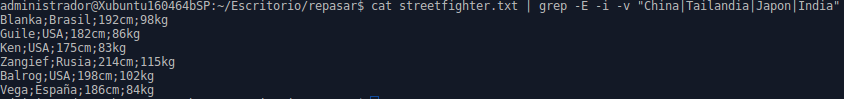 administrador@Xubuntu160464bSP:~/Escritorio/repasar$ cat streetfighter.txt | grep -E -i -v "China|Tailandia|Japon|India"
Blanka;Brasil;192cm;98kg
Guile;USA;182cm;86kg
Ken;USA;175cm;83kg
Zangief;Rusia;214cm;115kg
Balrog;USA;198cm;102kg
Vega;España;186cm;84kg